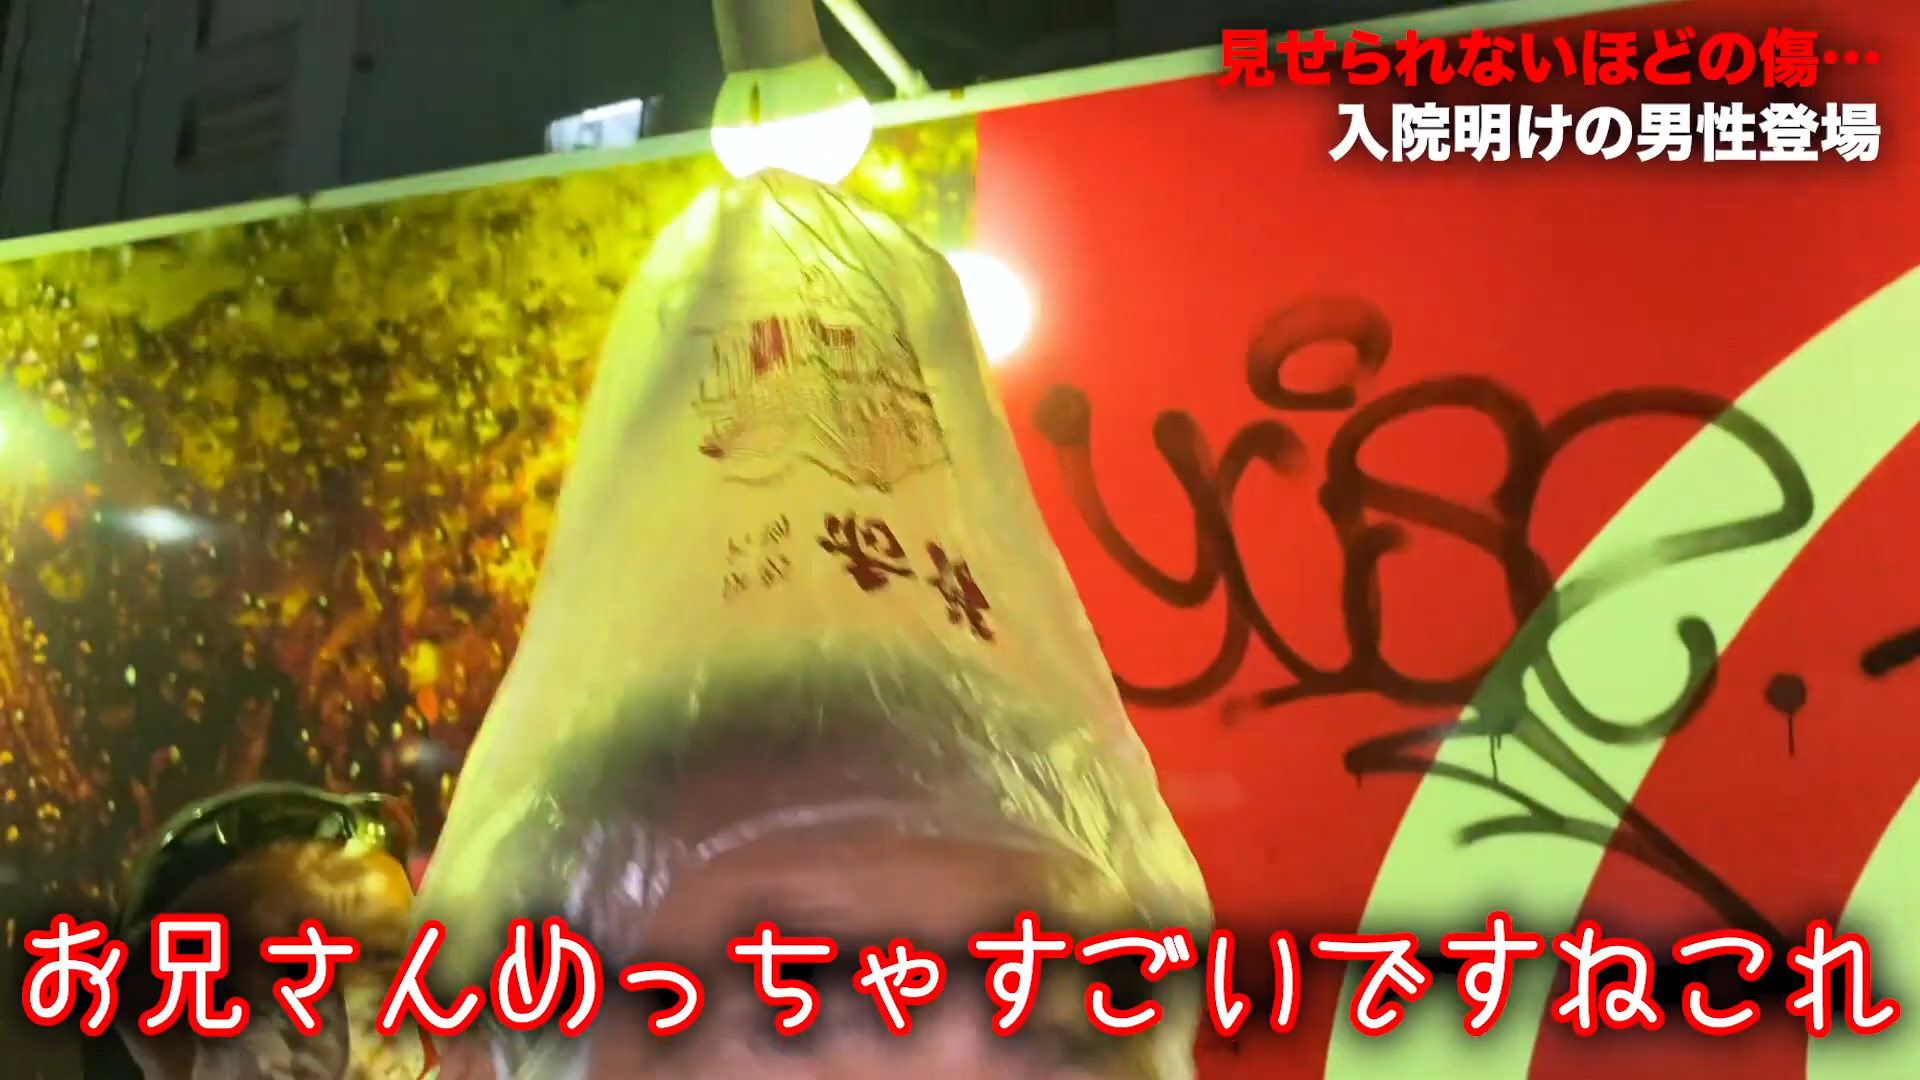 見せられないほどの傷…
入院明けの男性登場
お兄さんめっちゃすごいですねこれ